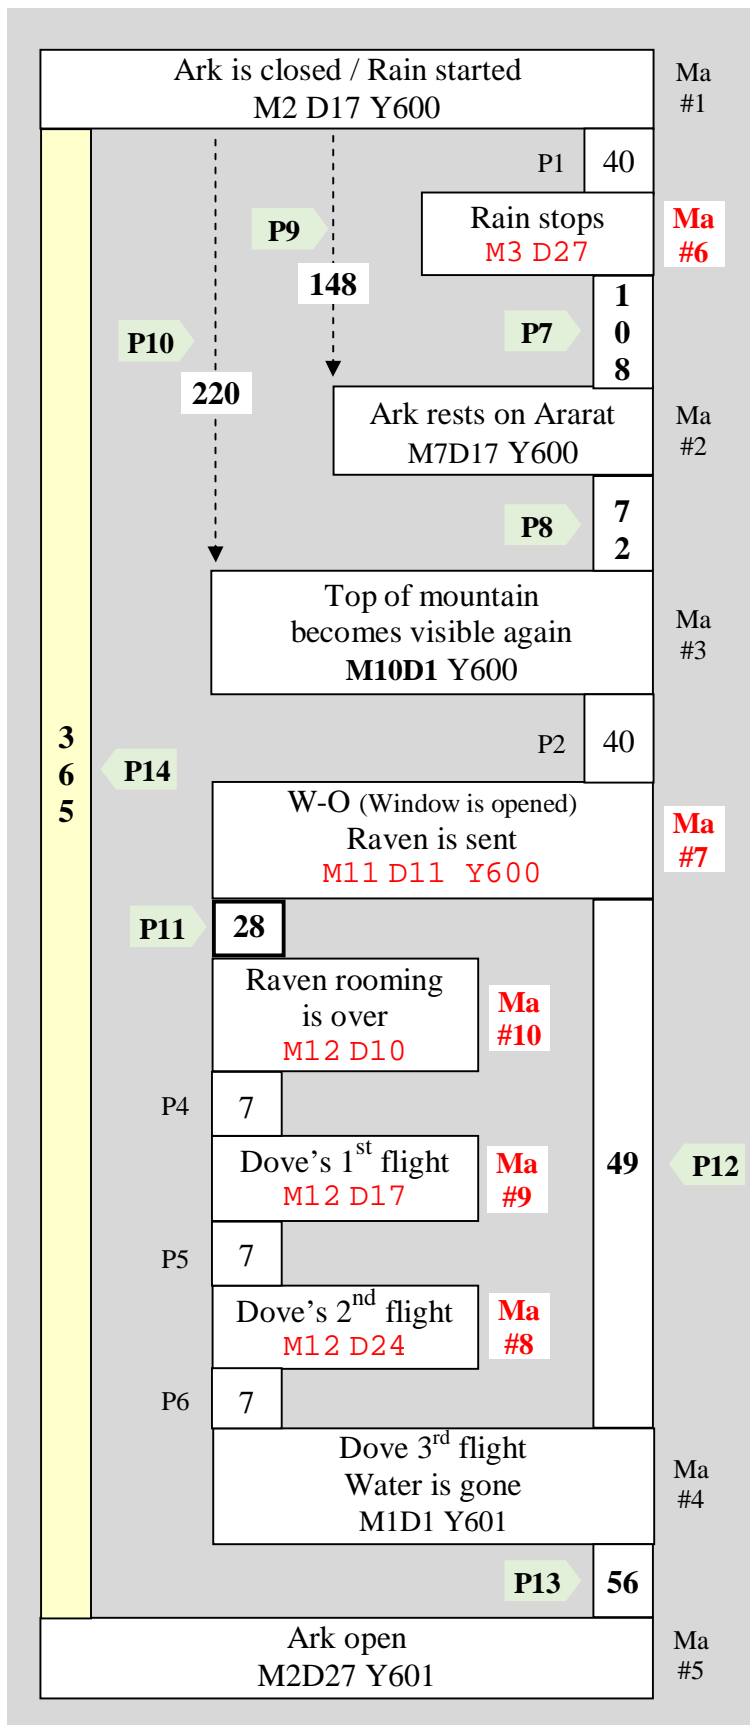 Ark is closed / Rain started
M2 D17 Y600
Ma
#1
P1
40
P9
Rain stops
M3 D27
Ma
#6
148
1
0
8
P7
P10
220
Ark rests on Ararat
M7D17 Y600
Ma
#2
P8
7
2
Top of mountain
becomes visible again
M10D1 Y600
Ma
#3
3
6
5
P14
P2
40
W-O (Window is opened)
Raven is sent
M11 D11 Y600
Ma
#7
P11
28
Raven rooming
is over
M12 D10
Ma
#10
P4
7
Dove's 1st flight
M12 D17
Ma
#9
49
P12
P5
7
Dove's 2nd flight
M12 D24
Ma
#8
P6
7
Dove 3rd flight
Water is gone
M1D1 Y601
Ma
#4
P13
56
Ark open
M2D27 Y601
Ma
#5